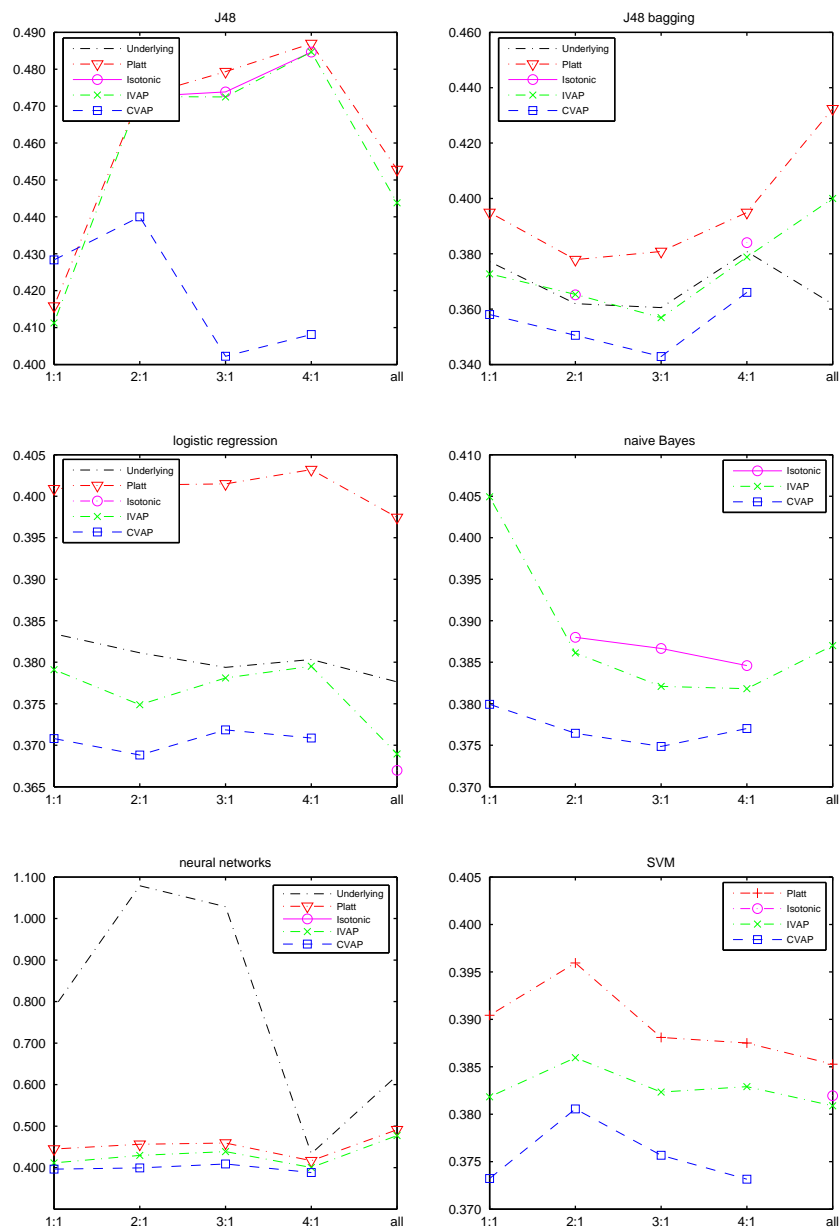 J48
0.490
0.480
0.470
0.460
0.450
0.440
0.430
0.420
0.410
0.400
Underlying
Platt
Isotonic
IVAP
CVAP
1:1 2:1 3:1 4:1 all
J48 bagging
0.460
0.440
0.420
0.400
0.380
0.360
0.340
Underlying
Platt
Isotonic
IVAP
CVAP
1:1 2:1 3:1 4:1 all
logistic regression
0.405
0.400
0.395
0.390
0.385
0.380
0.375
0.370
0.365
Underlying
Platt
Isotonic
IVAP
CVAP
1:1 2:1 3:1 4:1 all
naive Bayes
0.410
0.405
0.400
0.395
0.390
0.385
0.380
0.375
0.370
Isotonic
IVAP
CVAP
1:1 2:1 3:1 4:1 all
neural networks
1.100
1.000
0.900
0.800
0.700
0.600
0.500
0.400
Underlying
Platt
Isotonic
IVAP
CVAP
1:1 2:1 3:1 4:1 all
SVM
0.405
0.400
0.395
0.390
0.385
0.380
0.375
0.370
Platt
Isotonic
IVAP
CVAP
1:1 2:1 3:1 4:1 all